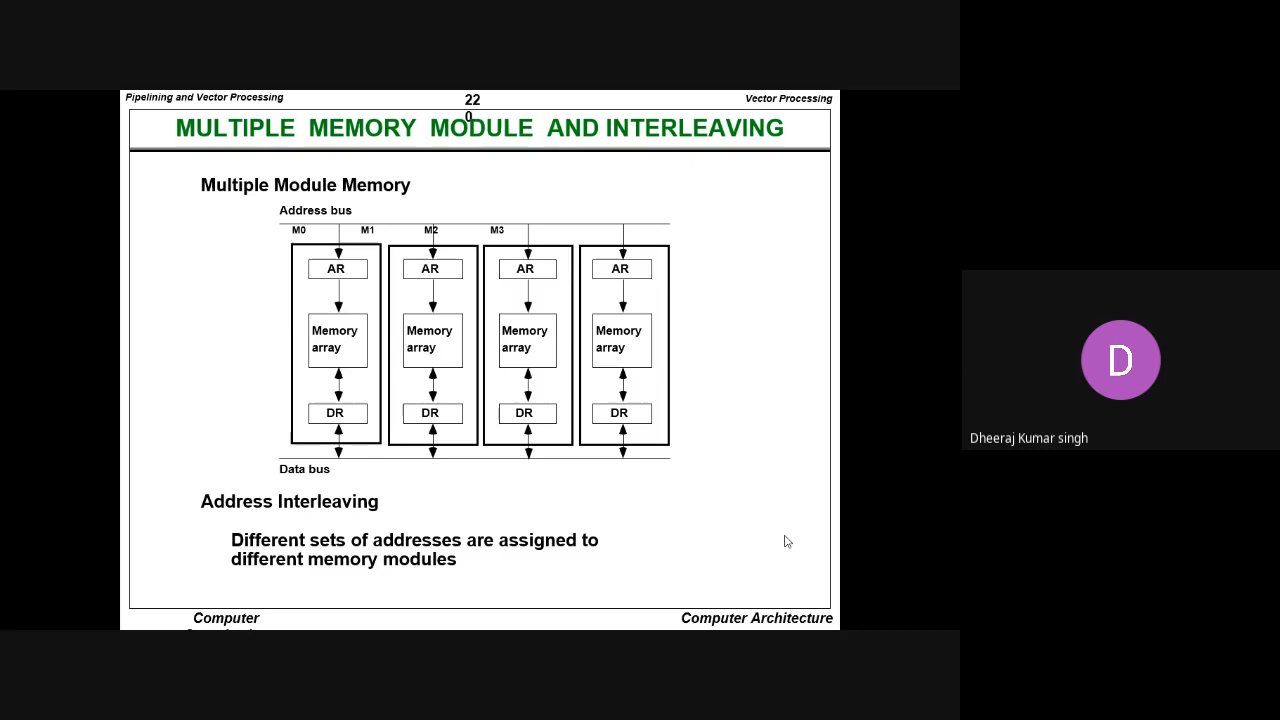 Pipelining and Vector Processing
22
0
Vector Processing
MULTIPLE MEMORY MODULE AND INTERLEAVING
Multiple Module Memory
Address bus
M0 M1 M2 M3
AR AR AR AR
Memory Memory Memory Memory
array array array array
DR DR DR DR
Data bus
Address Interleaving
Different sets of addresses are assigned to
different memory modules
Computer
Computer Architecture
D
Dheeraj Kumar singh